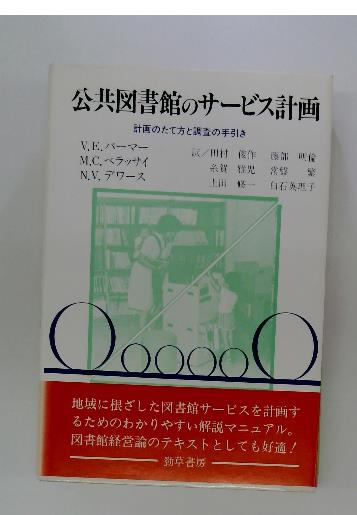 公共図書館のサービス計画
計画のたて方と調査の手引き
V.E.パーマー
M.C.ベラッサイ
N.V.デワース
訳/田村 俊作 藤部 明倫
糸賀 雅児 常盤 繁
上田 修一 白石英理子
地域に根ざした図書館サービスを計画す
るためのわかりやすい解説マニュアル。
図書館経営論のテキストとしても好適!
勁草書房